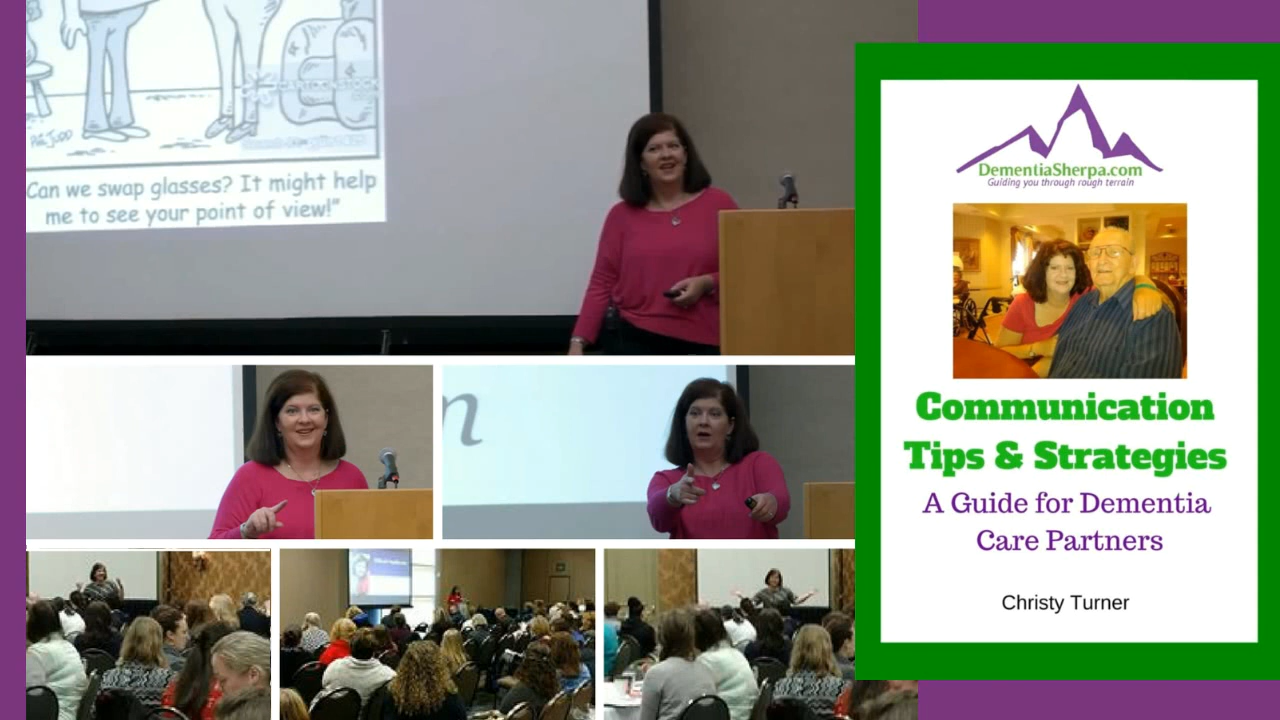 CARTOONSTOCK
"Can we swap glasses? It might help
me to see your point of view!"
n
DementiaSherpa.com
Guiding you through rough terrain
Communication
Tips & Strategies
A Guide for Dementia
Care Partners
Christy Turner